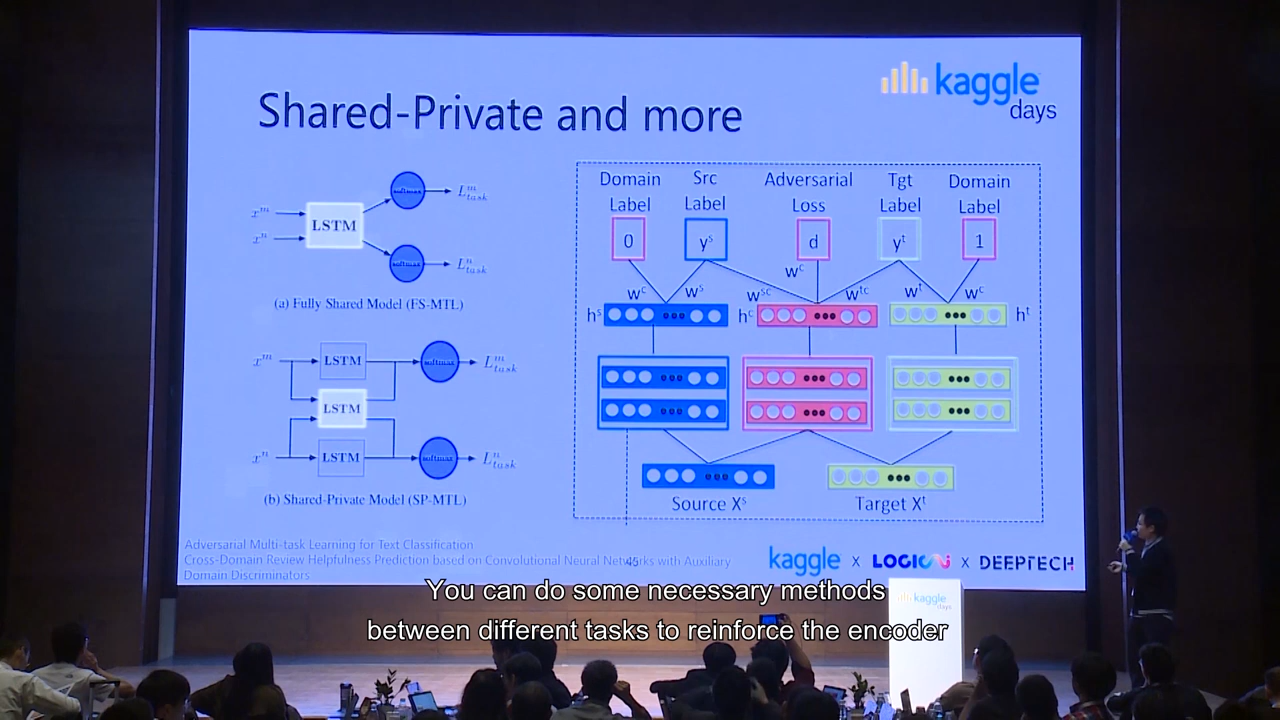 kaggle
days
Shared-Private and more
x^m
x^n
LSTM
softmax
softmax
L^m_task
L^n_task
(a) Fully Shared Model (FS-MTL)
x^m
x^n
LSTM
LSTM
LSTM
softmax
softmax
L^m_task
L^n_task
(b) Shared-Private Model (SP-MTL)
Domain Label
Src Label
Adversarial Loss
Tgt Label
Domain Label
0
y^s
d
y^t
1
w^c
w^s
w^sc
w^c
w^tc
w^t
w^c
h^s
h^c
h^t
Source X^s
Target X^t
Adversarial Multi-task Learning for Text Classification
Cross-Domain Review Helpfulness Prediction based on Convolutional Neural Networks with Auxiliary
Domain Discriminators
45
kaggle x LOGICAI x DEEPTECH
kaggle
days
You can do some necessary methods
between different tasks to reinforce the encoder